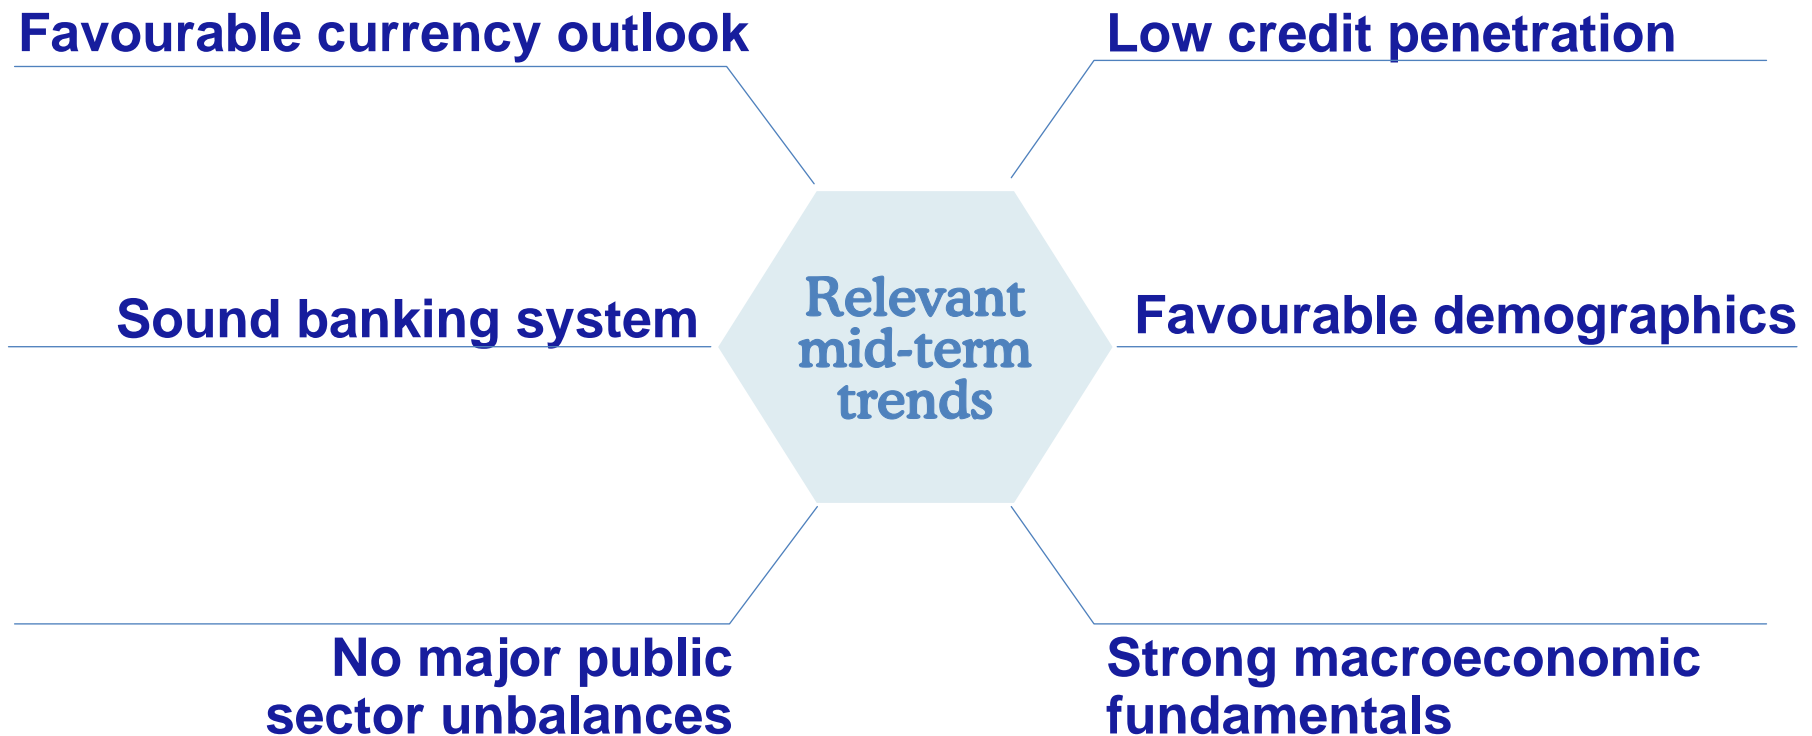 Favourable currency outlook
Low credit penetration
Sound banking system
Relevant
mid-term
trends
Favourable demographics
No major public
sector unbalances
Strong macroeconomic
fundamentals